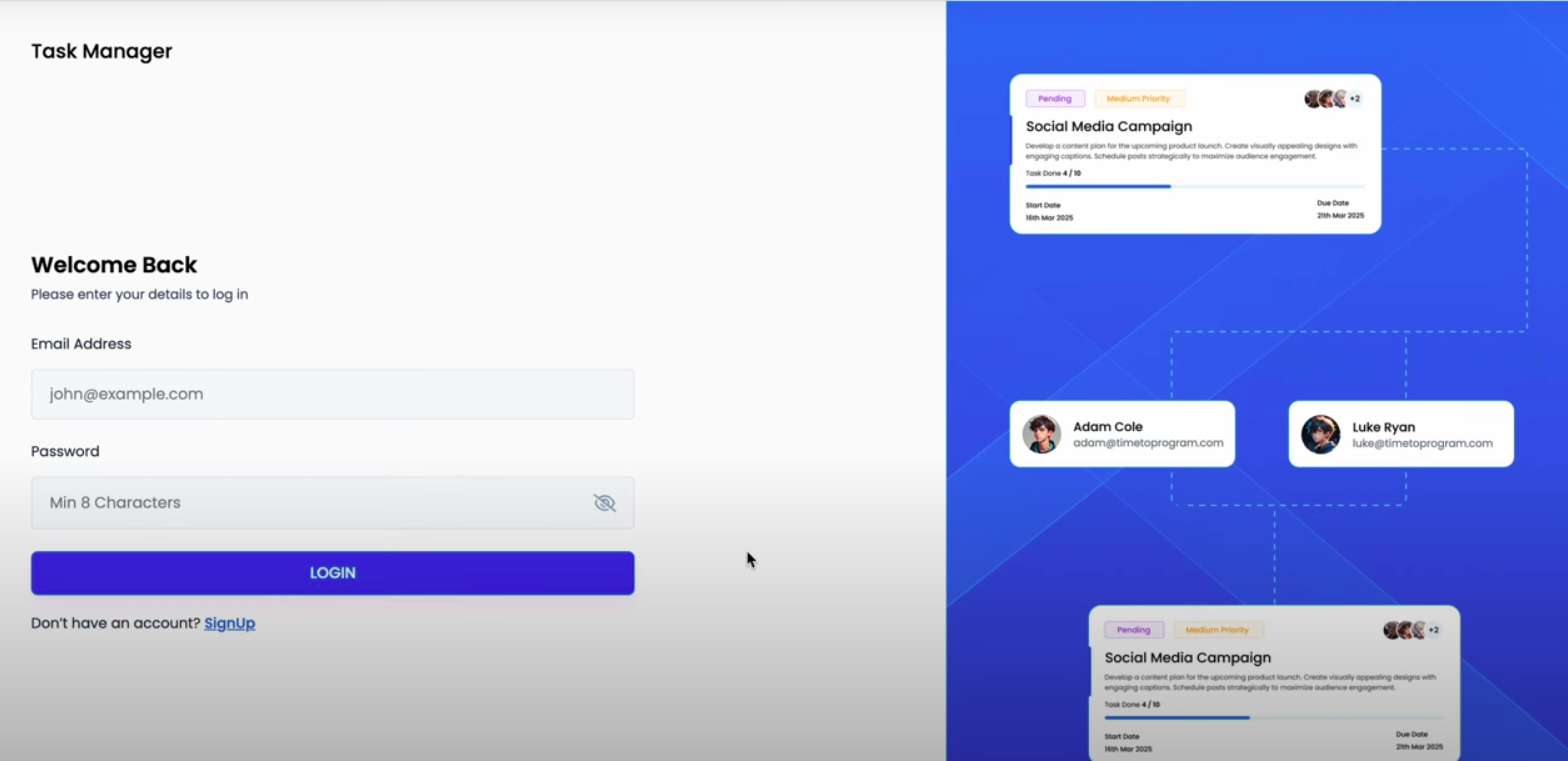 Task Manager
Welcome Back
Please enter your details to log in
Email Address
john@example.com
Password
Min 8 Characters
LOGIN
Don't have an account? SignUp
Pending Medium Priority +2
Social Media Campaign
Develop a content plan for the upcoming product launch. Create visually appealing designs with
engaging captions. Schedule posts strategically to maximize audience engagement.
Task Done 4 / 10
Start Date Due Date
16th Mar 2025 21th Mar 2025
Adam Cole
adam@timetoprogram.com
Luke Ryan
luke@timetoprogram.com
Pending Medium Priority +2
Social Media Campaign
Develop a content plan for the upcoming product launch. Create visually appealing designs with
engaging captions. Schedule posts strategically to maximize audience engagement.
Task Done 4 / 10
Start Date Due Date
16th Mar 2025 21th Mar 2025